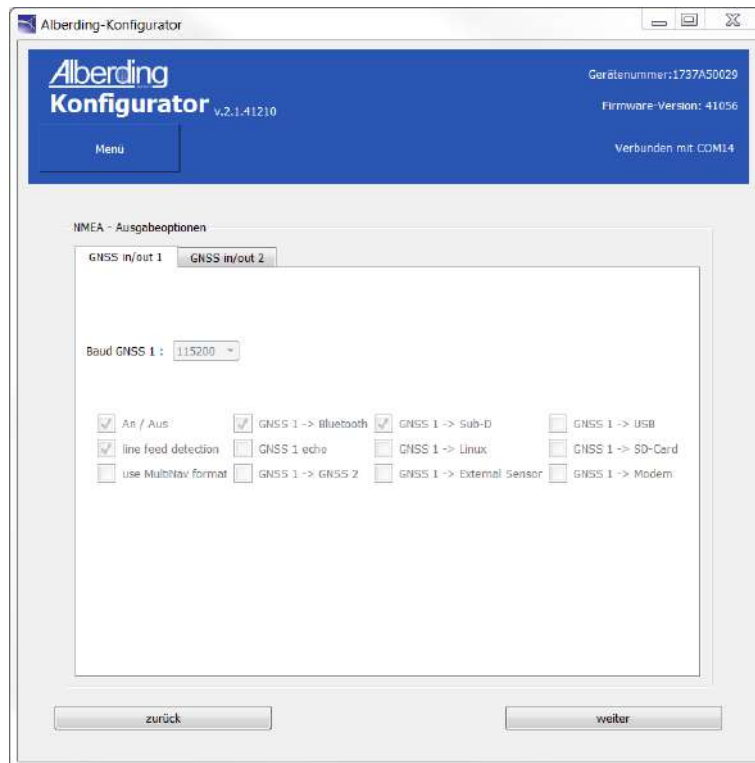 Alberding-Konfigurator
Alberding
Konfigurator v.2.1.41210
Gerätenummer:1737A50029
Firmware-Version: 41056
Menü
Verbunden mit COM14
NMEA - Ausgabeoptionen
GNSS in/out 1 GNSS in/out 2
Baud GNSS 1 : 115200
An / Aus GNSS 1 -> Bluetooth GNSS 1 -> Sub-D GNSS 1 -> USB
line feed detection GNSS 1 echo GNSS 1 -> Linux GNSS 1 -> SD-Card
use MultiNav format GNSS 1 -> GNSS 2 GNSS 1 -> External Sensor GNSS 1 -> Modem
zurück weiter